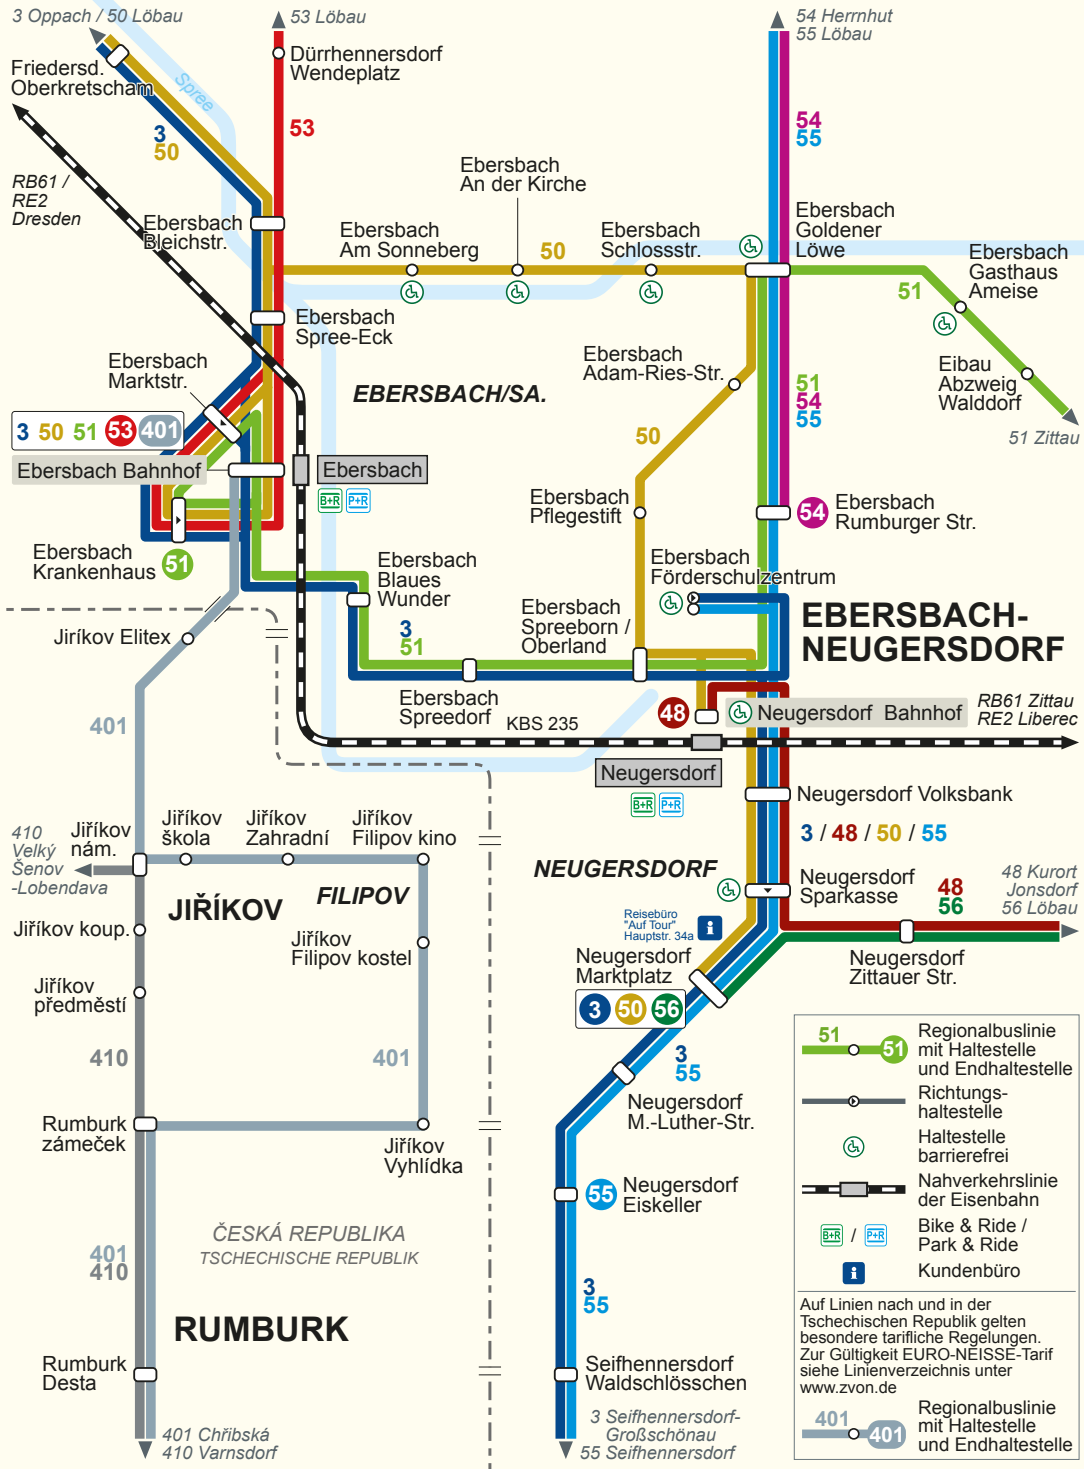 3 Oppach / 50 Löbau
53 Löbau
54 Herrnhut
55 Löbau
Friedersd.
Oberkretscham
Spree
Dürrhennersdorf
Wendeplatz
3
50
53
54
55
RB61 /
RE2
Dresden
Ebersbach
An der Kirche
Ebersbach
Bleichstr.
Ebersbach
Am Sonneberg
50
Ebersbach
Schlossstr.
Ebersbach
Goldener
Löwe
Ebersbach
Gasthaus
Ameise
51
Ebersbach
Spree-Eck
Ebersbach
Marktstr.
EBERSBACH/SA.
Ebersbach
Adam-Ries-Str.
Eibau
Abzweig
Walddorf
51
54
55
51 Zittau
3 50 51 53 401
50
Ebersbach Bahnhof
Ebersbach
B+R P+R
Ebersbach
Pflegestift
54
Ebersbach
Rumburger Str.
Ebersbach
Krankenhaus
51
Ebersbach
Blaues
Wunder
Ebersbach
Förderschulzentrum
Ebersbach
Spreeborn /
Oberland
EBERSBACH-
NEUGERSDORF
Jiríkov Elitex
3
51
Ebersbach
Spreedorf
KBS 235
48
Neugersdorf Bahnhof
RB61 Zittau
RE2 Liberec
401
Neugersdorf
B+R P+R
Neugersdorf Volksbank
3 / 48 / 50 / 55
410
Velký
Šenov
-Lobendava
Jiříkov
nám.
Jiříkov
škola
Jiříkov
Zahradní
Jiříkov
Filipov kino
NEUGERSDORF
Neugersdorf
Sparkasse
48
56
48 Kurort
Jonsdorf
56 Löbau
JIŘÍKOV
FILIPOV
Reisebüro
"Auf Tour"
Hauptstr. 34a
i
Jiříkov koup.
Jiříkov
Filipov kostel
Neugersdorf
Marktplatz
3 50 56
Neugersdorf
Zittauer Str.
Jiříkov
předměstí
410
401
3
55
51
51
Regionalbuslinie
mit Haltestelle
und Endhaltestelle
Richtungs-
haltestelle
Haltestelle
barrierefrei
Nahverkehrslinie
der Eisenbahn
B+R / P+R
Bike & Ride /
Park & Ride
i
Kundenbüro
Rumburk
zámeček
Jiříkov
Vyhlídka
Neugersdorf
M.-Luther-Str.
55
Neugersdorf
Eiskeller
ČESKÁ REPUBLIKA
TSCHECHISCHE REPUBLIK
401
410
3
55
RUMBURK
Rumburk
Desta
Seifhennersdorf
Waldschlösschen
401 Chřibská
410 Varnsdorf
3 Seifhennersdorf-
Großschönau
55 Seifhennersdorf
Auf Linien nach und in der
Tschechischen Republik gelten
besondere tarifliche Regelungen.
Zur Gültigkeit EURO-NEISSE-Tarif
siehe Linienverzeichnis unter
www.zvon.de
401
401
Regionalbuslinie
mit Haltestelle
und Endhaltestelle